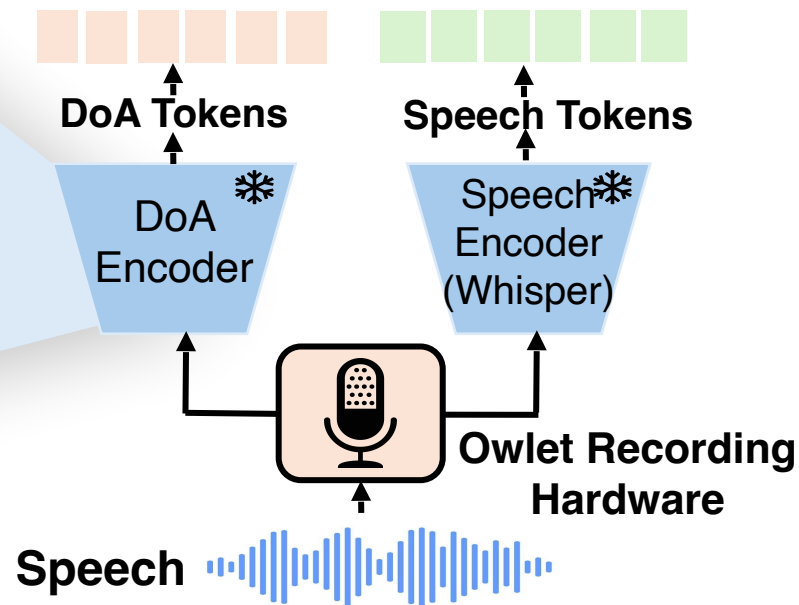 DoA Tokens
Speech Tokens
DoA
Encoder
Speech
Encoder
(Whisper)
Owlet Recording
Hardware
Speech